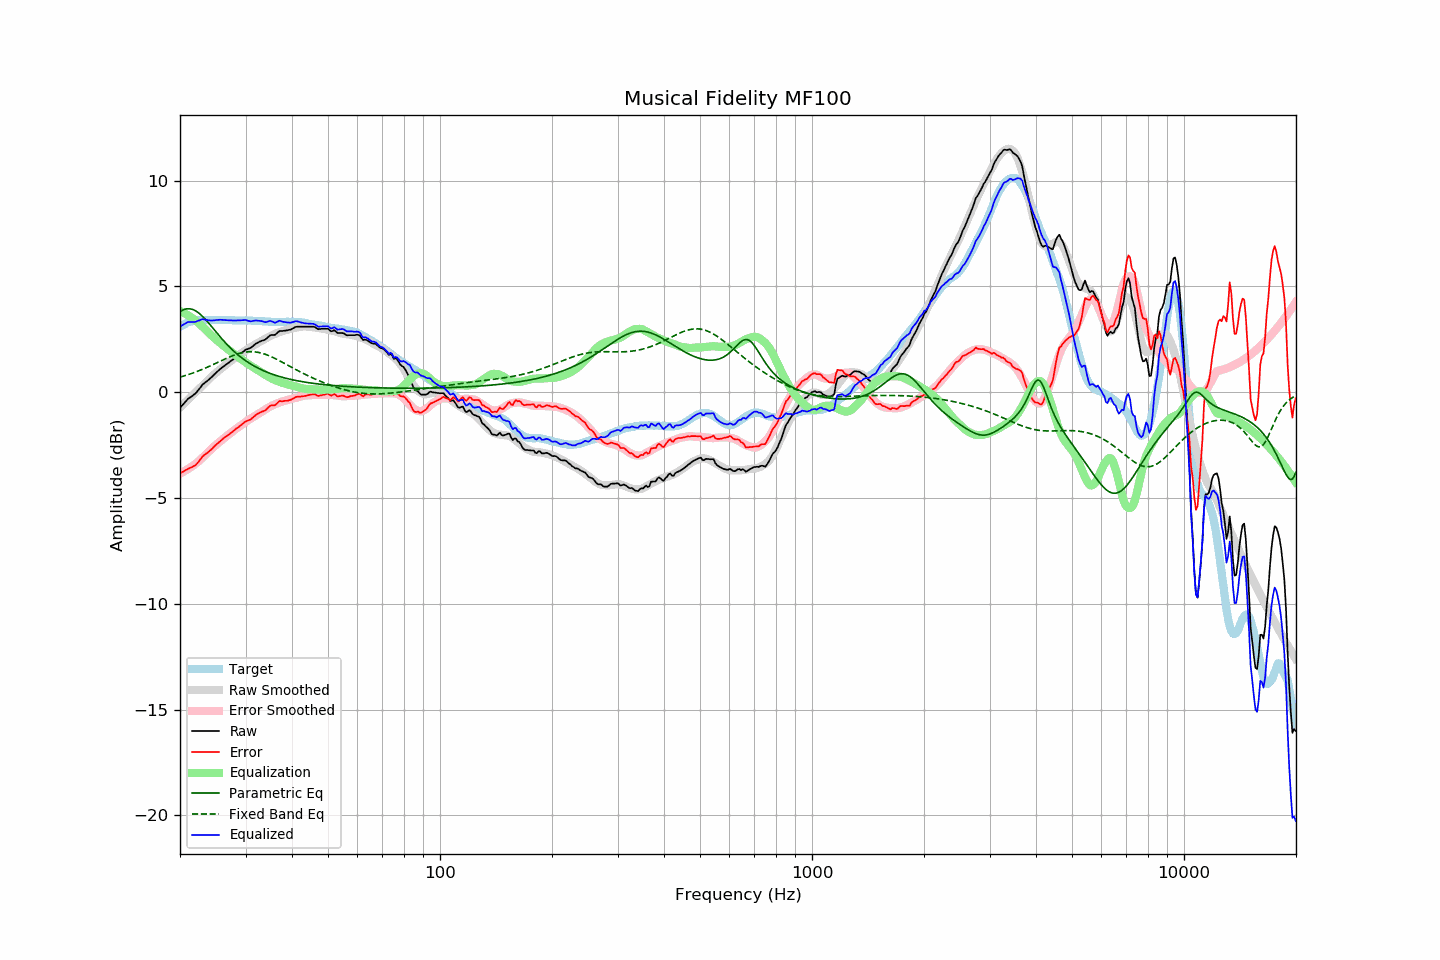 Musical Fidelity MF100
10
5
0
−5
−10
−15
−20
Amplitude (dBr)
Target
Raw Smoothed
Error Smoothed
Raw
Error
Equalization
Parametric Eq
Fixed Band Eq
Equalized
100
1000
10000
Frequency (Hz)